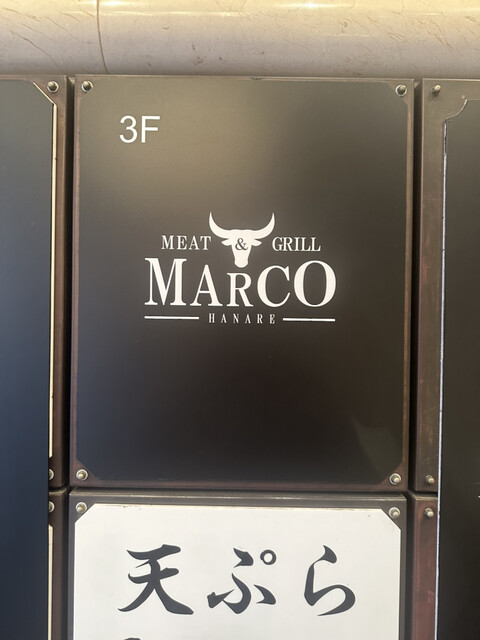 3F
MEAT & GRILL
MARCO
HANARE
天ぷら